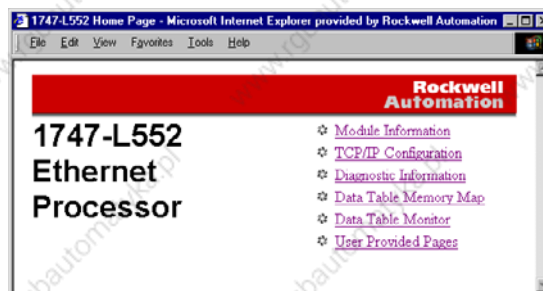 1747-L552 Home Page - Microsoft Internet Explorer provided by Rockwell Automation
File Edit View Favorites Tools Help
Rockwell
Automation
1747-L552
Ethernet
Processor
Module Information
TCP/IP Configuration
Diagnostic Information
Data Table Memory Map
Data Table Monitor
User Provided Pages